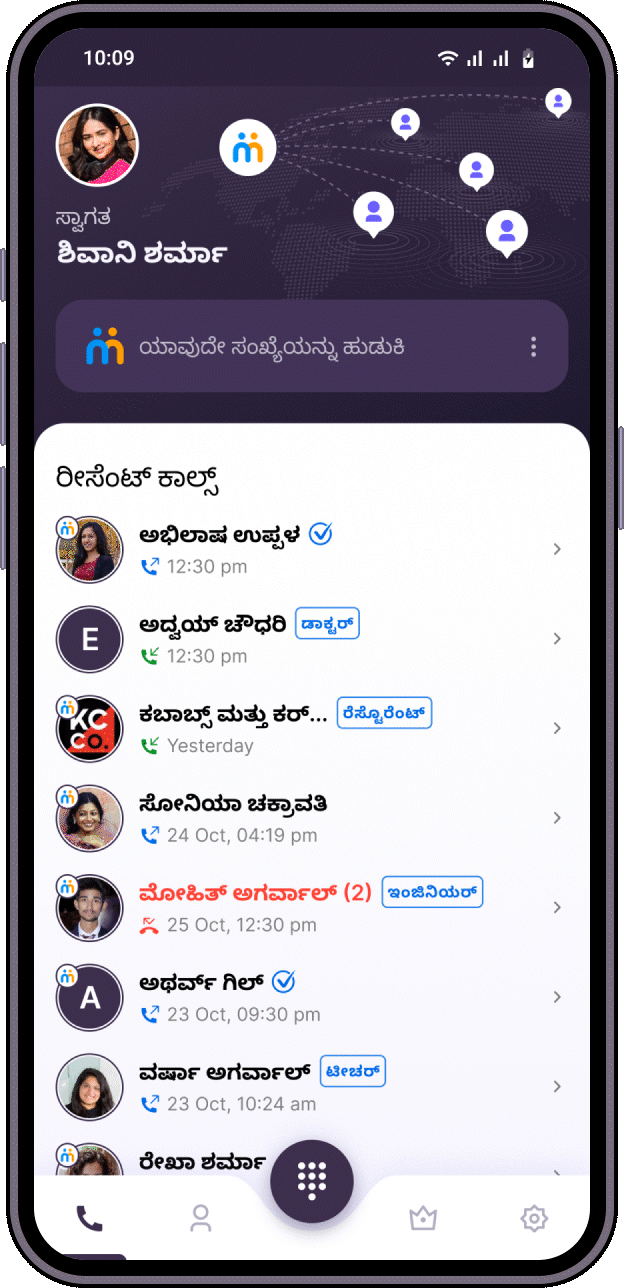 10:09
ಸ್ವಾಗತ
ಶಿವಾನಿ ಶರ್ಮಾ
ಯಾವುದೇ ಸಂಖ್ಯೆಯನ್ನು ಹುಡುಕಿ
ರೀಸೆಂಟ್ ಕಾಲ್ಸ್
ಅಭಿಲಾಷ ಉಪ್ಪಳ
12:30 pm
E
ಅದ್ವಯ್ ಚೌಧರಿ ಡಾಕ್ಟರ್
12:30 pm
KC
CO.
ಕಬಾಬ್ಸ್ ಮತ್ತು ಕರ್... ರೆಸ್ಟೊರೆಂಟ್
Yesterday
ಸೋನಿಯಾ ಚಕ್ರಾವತಿ
24 Oct, 04:19 pm
ಮೋಹಿತ್ ಅಗರ್ವಾಲ್ (2) ಇಂಜಿನಿಯರ್
25 Oct, 12:30 pm
A
ಅಥರ್ವ್ ಗಿಲ್
23 Oct, 09:30 pm
ವರ್ಷಾ ಅಗರ್ವಾಲ್ ಟೀಚರ್
23 Oct, 10:24 am
ರೇಖಾ ಶರ್ಮಾ